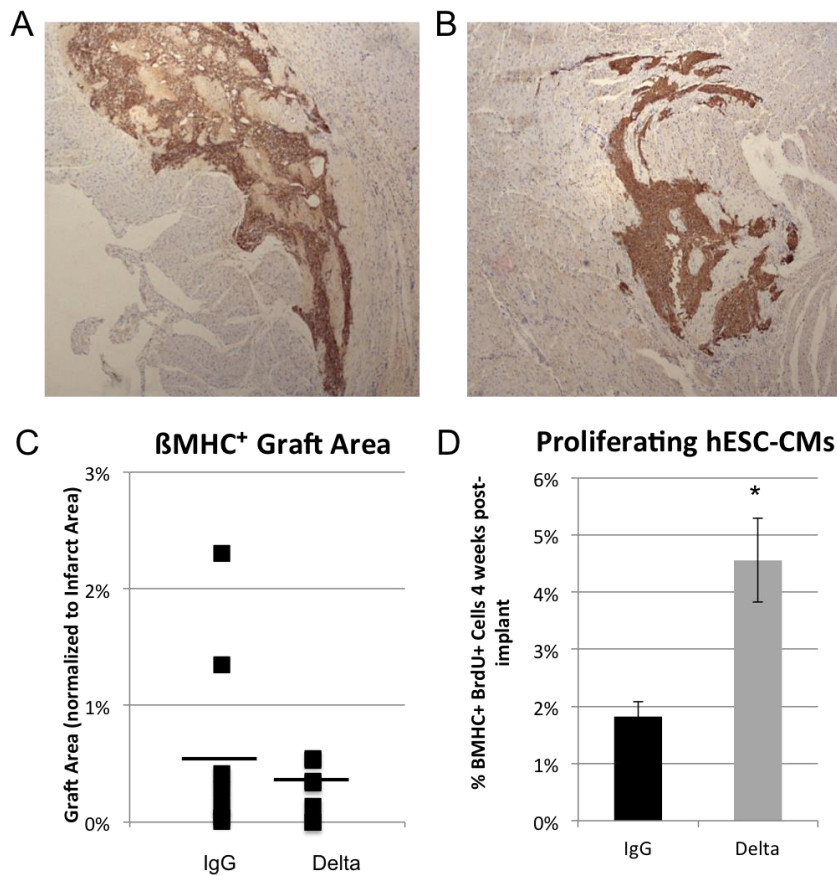 A
B
C
ßMHC⁺ Graft Area
Graft Area (normalized to Infarct Area)
3%
2%
1%
0%
IgG
Delta
D
Proliferating hESC-CMs
% BMHC+ BrdU+ Cells 4 weeks post-
implant
6%
5%
4%
3%
2%
1%
0%
*
IgG
Delta